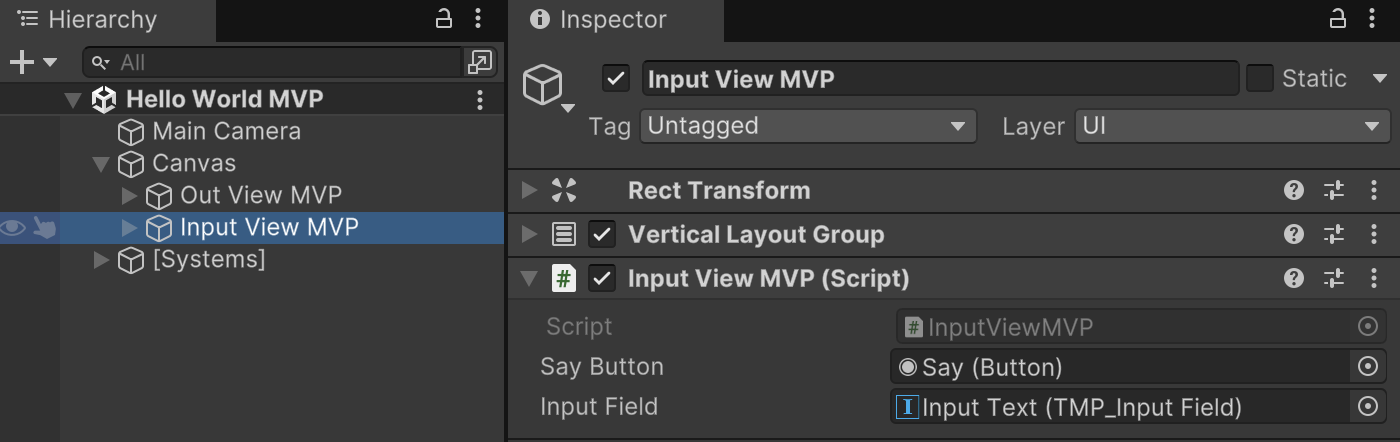 Hierarchy
All
Hello World MVP
Main Camera
Canvas
Out View MVP
Input View MVP
[Systems]
Inspector
Input View MVP
Static
Tag
Untagged
Layer
UI
Rect Transform
Vertical Layout Group
# Input View MVP (Script)
Script
# InputViewMVP
Say Button
Say (Button)
Input Field
I Input Text (TMP_Input Field)